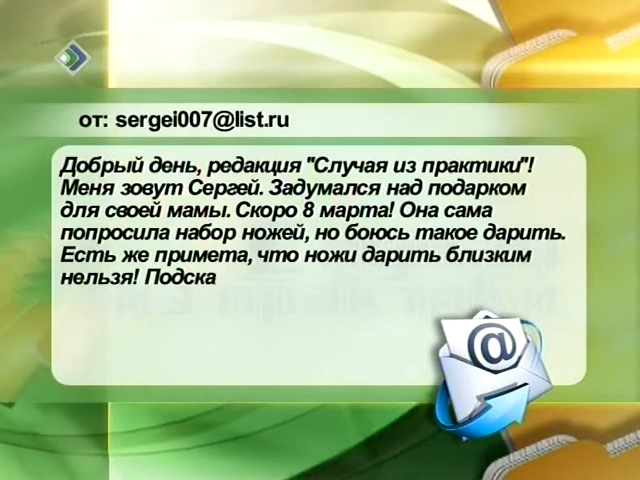 от: sergei007@list.ru
Добрый день, редакция "Случая из практики"!
Меня зовут Сергей. Задумался над подарком
для своей мамы. Скоро 8 марта! Она сама
попросила набор ножей, но боюсь такое дарить.
Есть же примета, что ножи дарить близким
нельзя! Подска
@